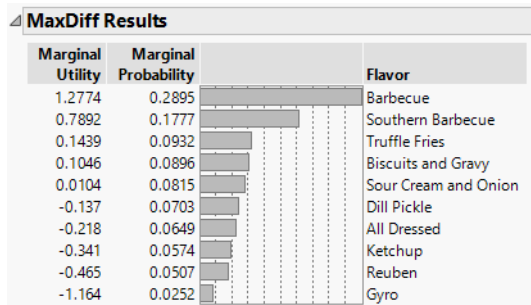 MaxDiff Results
Marginal Utility Marginal Probability Flavor
1.2774 0.2895 Barbecue
0.7892 0.1777 Southern Barbecue
0.1439 0.0932 Truffle Fries
0.1046 0.0896 Biscuits and Gravy
0.0104 0.0815 Sour Cream and Onion
-0.137 0.0703 Dill Pickle
-0.218 0.0649 All Dressed
-0.341 0.0574 Ketchup
-0.465 0.0507 Reuben
-1.164 0.0252 Gyro